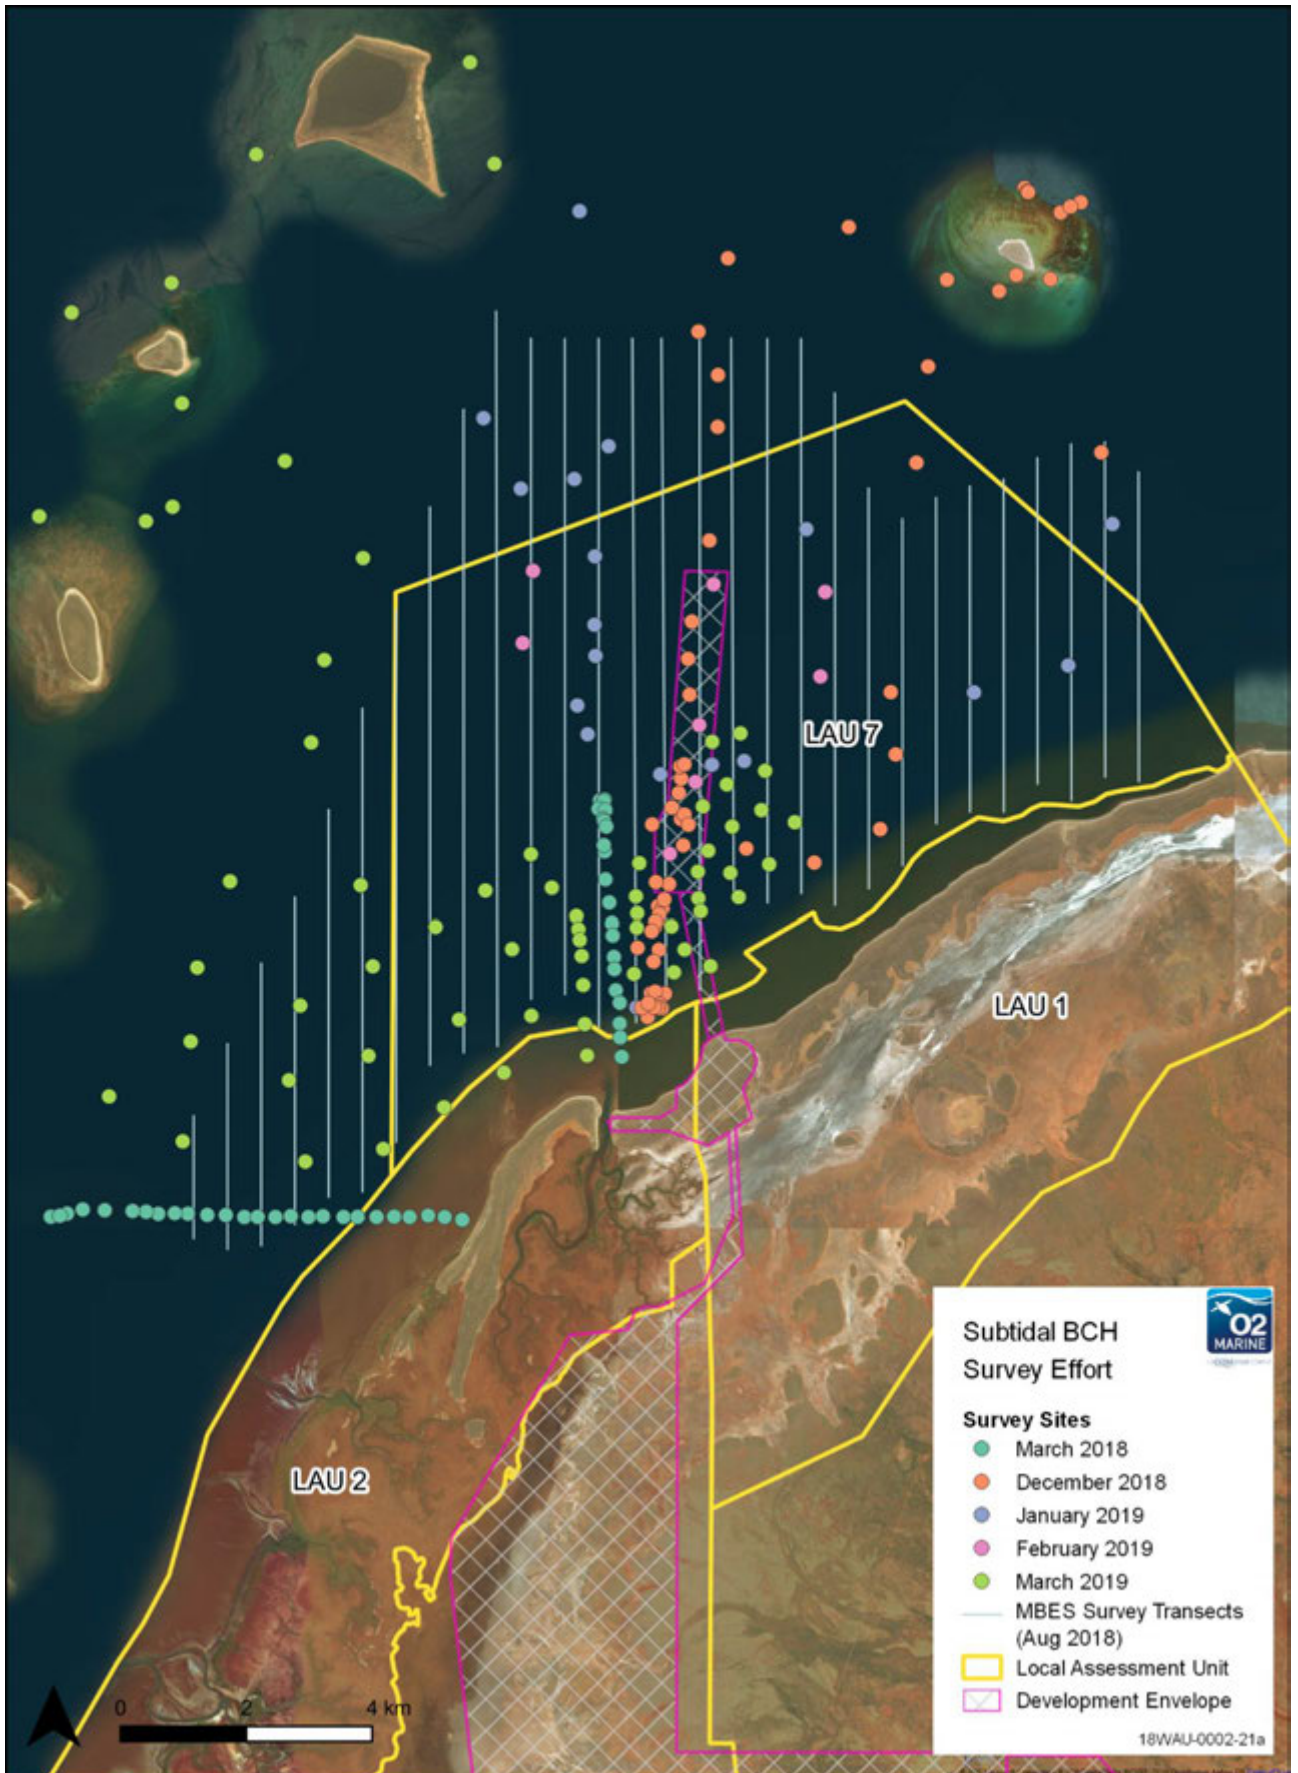 LAU 7
LAU 1
LAU 2
0 2 4 km
Subtidal BCH
Survey Effort
O2
MARINE
Survey Sites
March 2018
December 2018
January 2019
February 2019
March 2019
MBES Survey Transects
(Aug 2018)
Local Assessment Unit
Development Envelope
18WAU-0002-21a